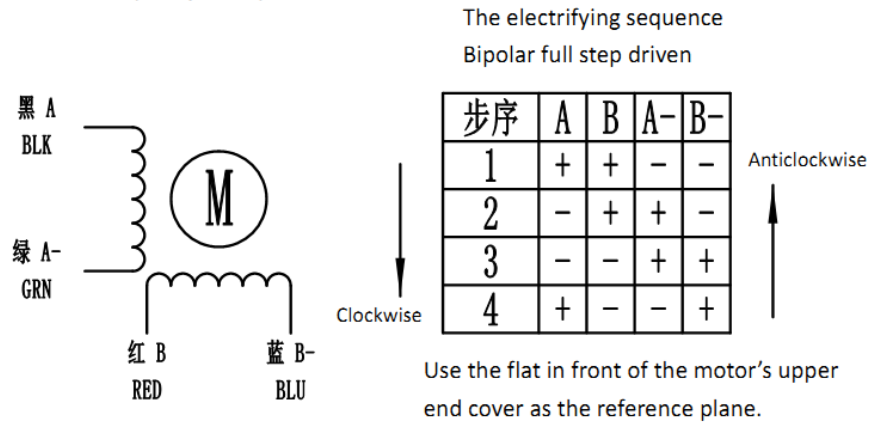 The electrifying sequence
Bipolar full step driven
黑 A
BLK
绿 A-
GRN
M
红 B
RED
蓝 B-
BLU
Clockwise
步序 A B A- B-
1 + + - -
2 - + + -
3 - - + +
4 + - - +
Anticlockwise
Use the flat in front of the motor’s upper
end cover as the reference plane.